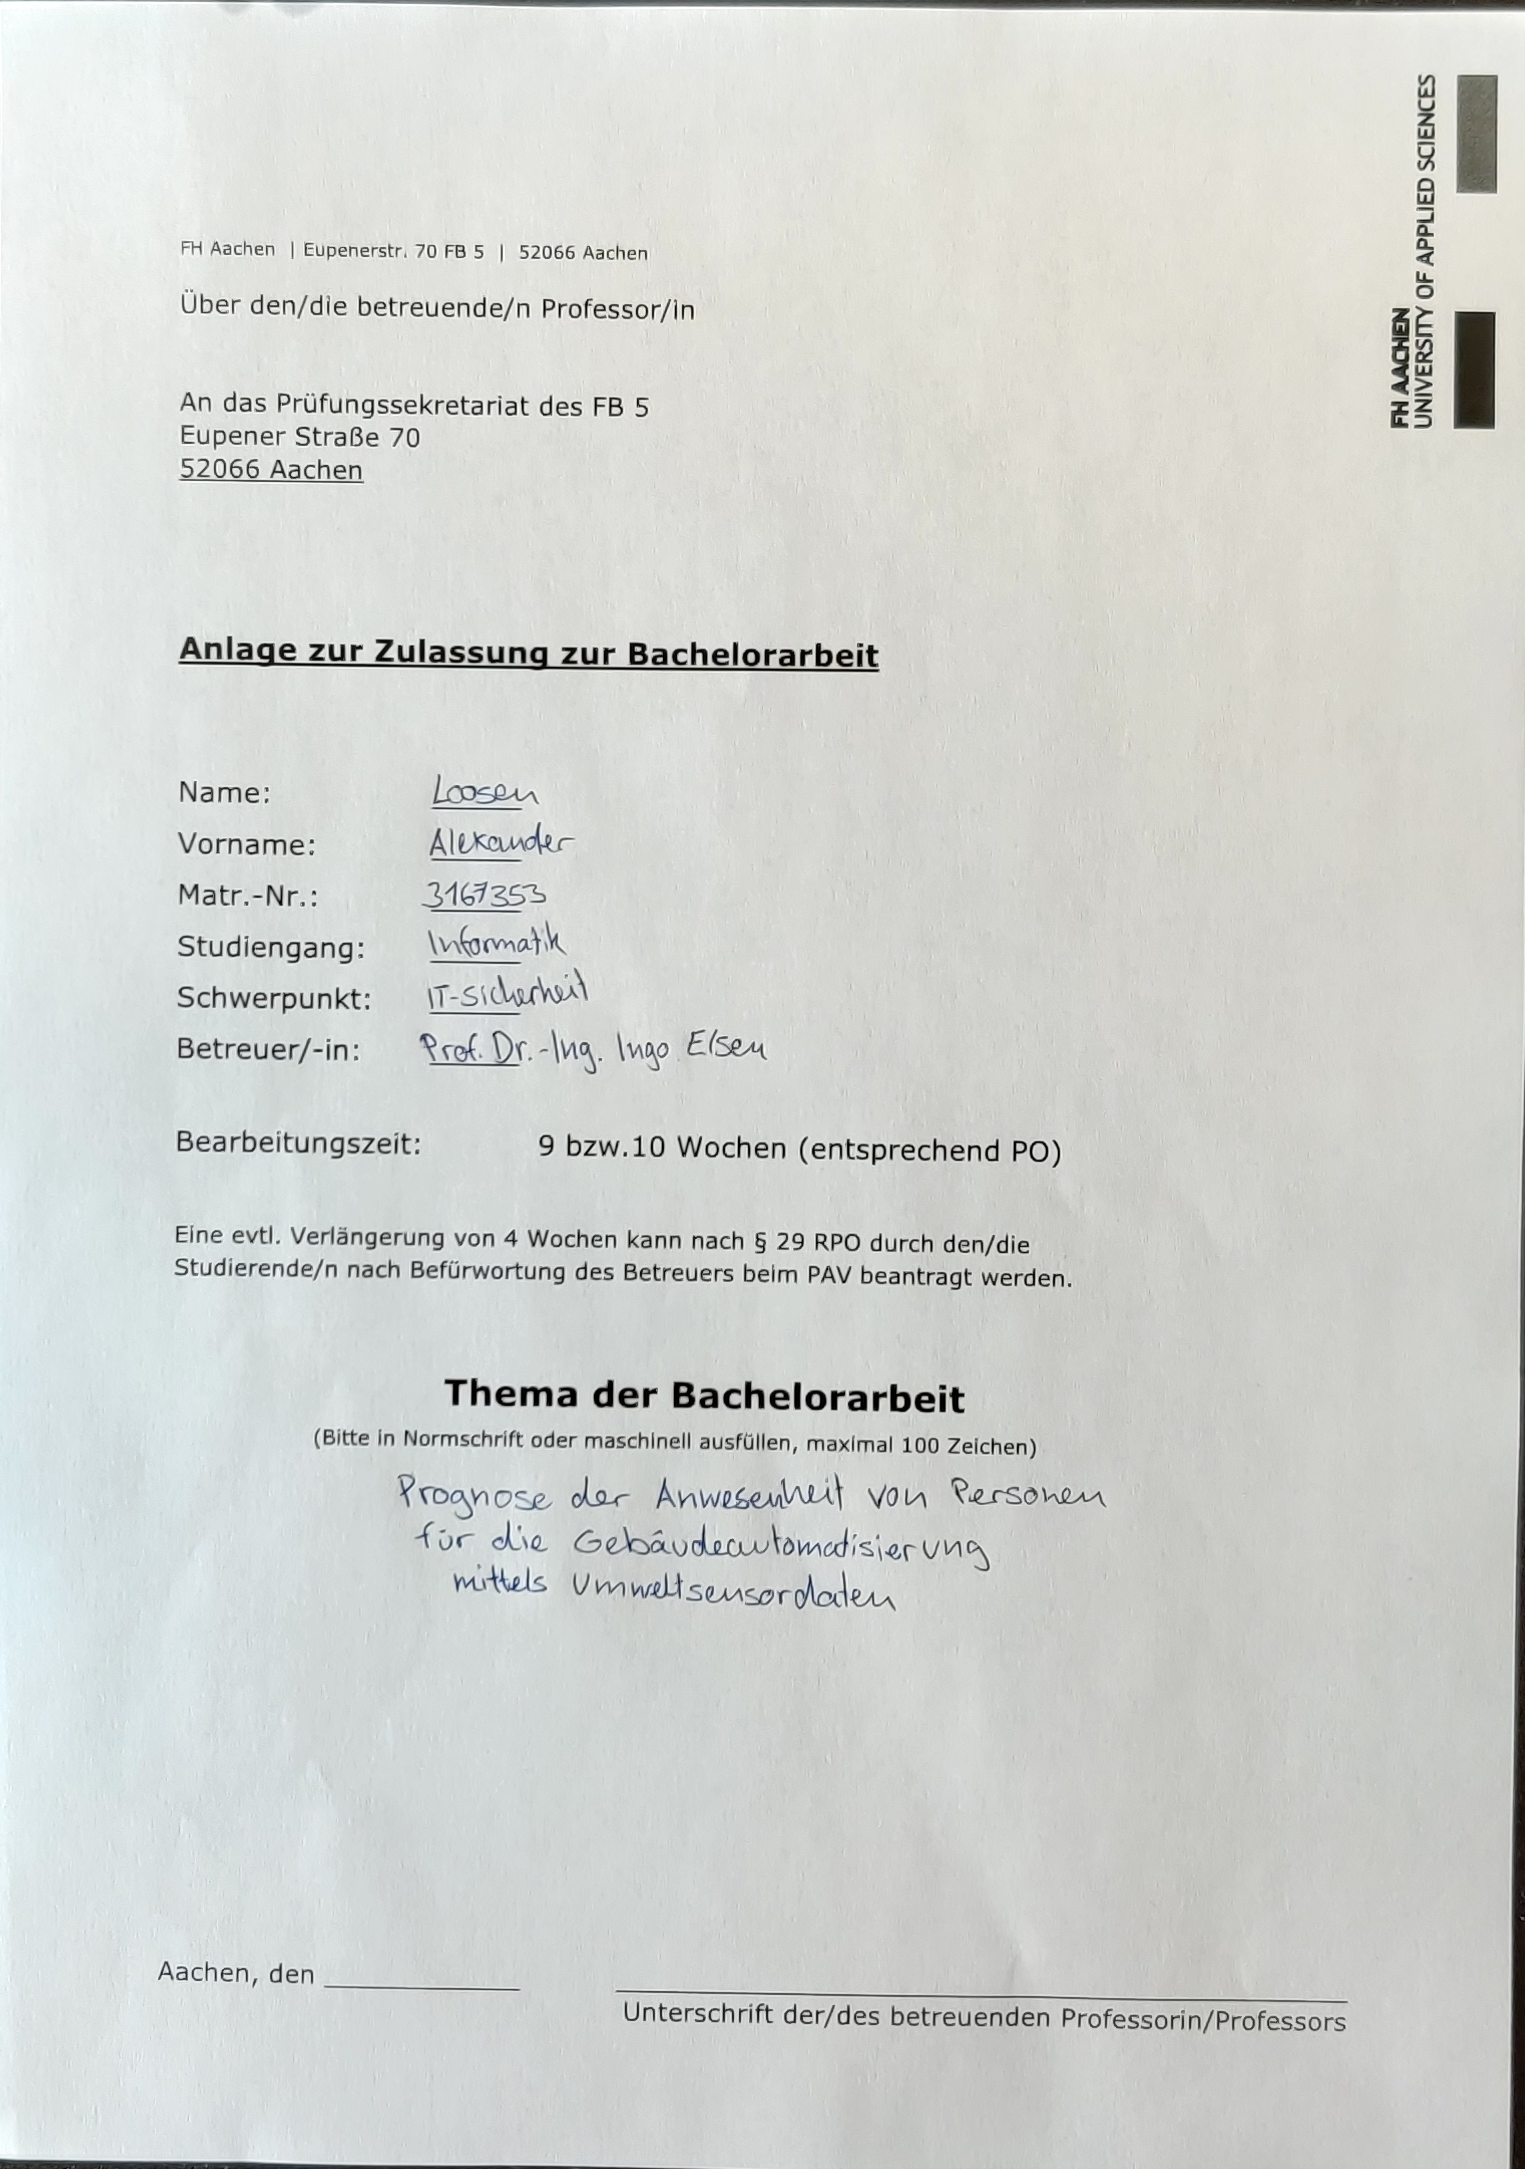 FH AACHEN
UNIVERSITY OF APPLIED SCIENCES
FH Aachen | Eupenerstr. 70 FB 5 | 52066 Aachen
Über den/die betreuende/n Professor/in
An das Prüfungssekretariat des FB 5
Eupener Straße 70
52066 Aachen
Anlage zur Zulassung zur Bachelorarbeit
Name: Loosen
Vorname: Alexander
Matr.-Nr.: 3167353
Studiengang: Informatik
Schwerpunkt: IT-Sicherheit
Betreuer/-in: Prof. Dr.-Ing. Ingo Elsen
Bearbeitungszeit: 9 bzw.10 Wochen (entsprechend PO)
Eine evtl. Verlängerung von 4 Wochen kann nach § 29 RPO durch den/die
Studierende/n nach Befürwortung des Betreuers beim PAV beantragt werden.
Thema der Bachelorarbeit
(Bitte in Normschrift oder maschinell ausfüllen, maximal 100 Zeichen)
Prognose der Anwesenheit von Personen
für die Gebäudeautomatisierung
mittels Umweltsensordaten
Aachen, den
Unterschrift der/des betreuenden Professorin/Professors